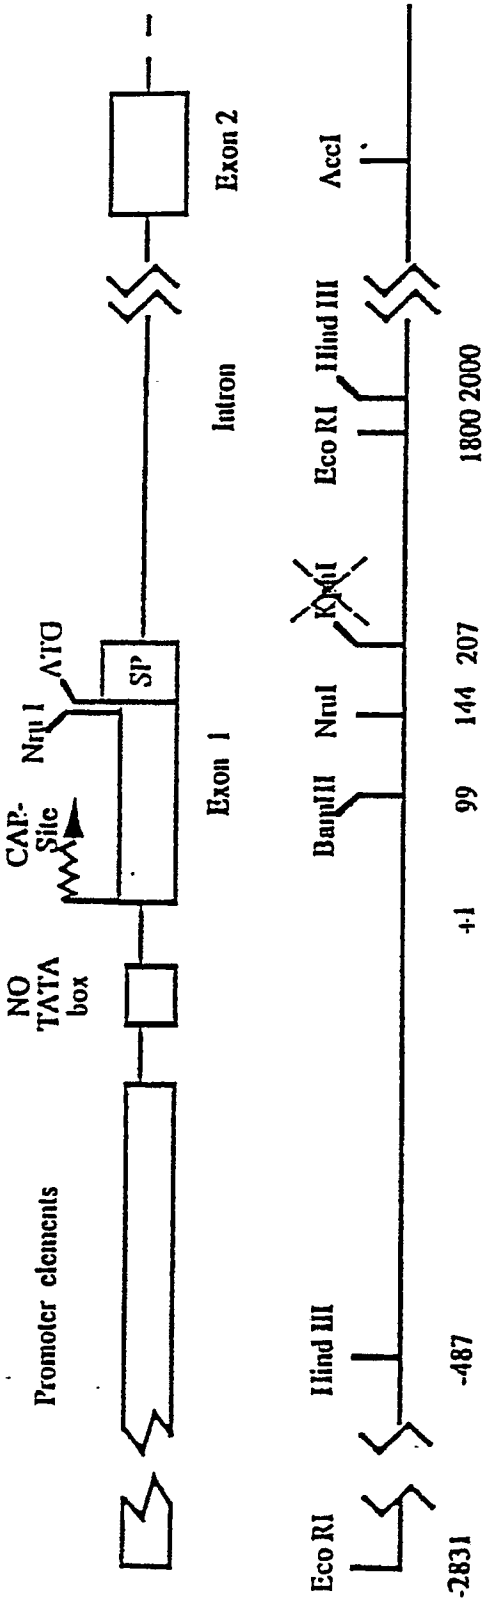 Promoter elements
NO
TATA
box
CAP-
Site
Nru I
ATG
SP
Exon 1
Intron
Exon 2
Eco RI
Hind III
BamHI
NruI
KpnI
Eco RI
Hind III
AccI
-2831
-487
+1
99
144
207
1800 2000